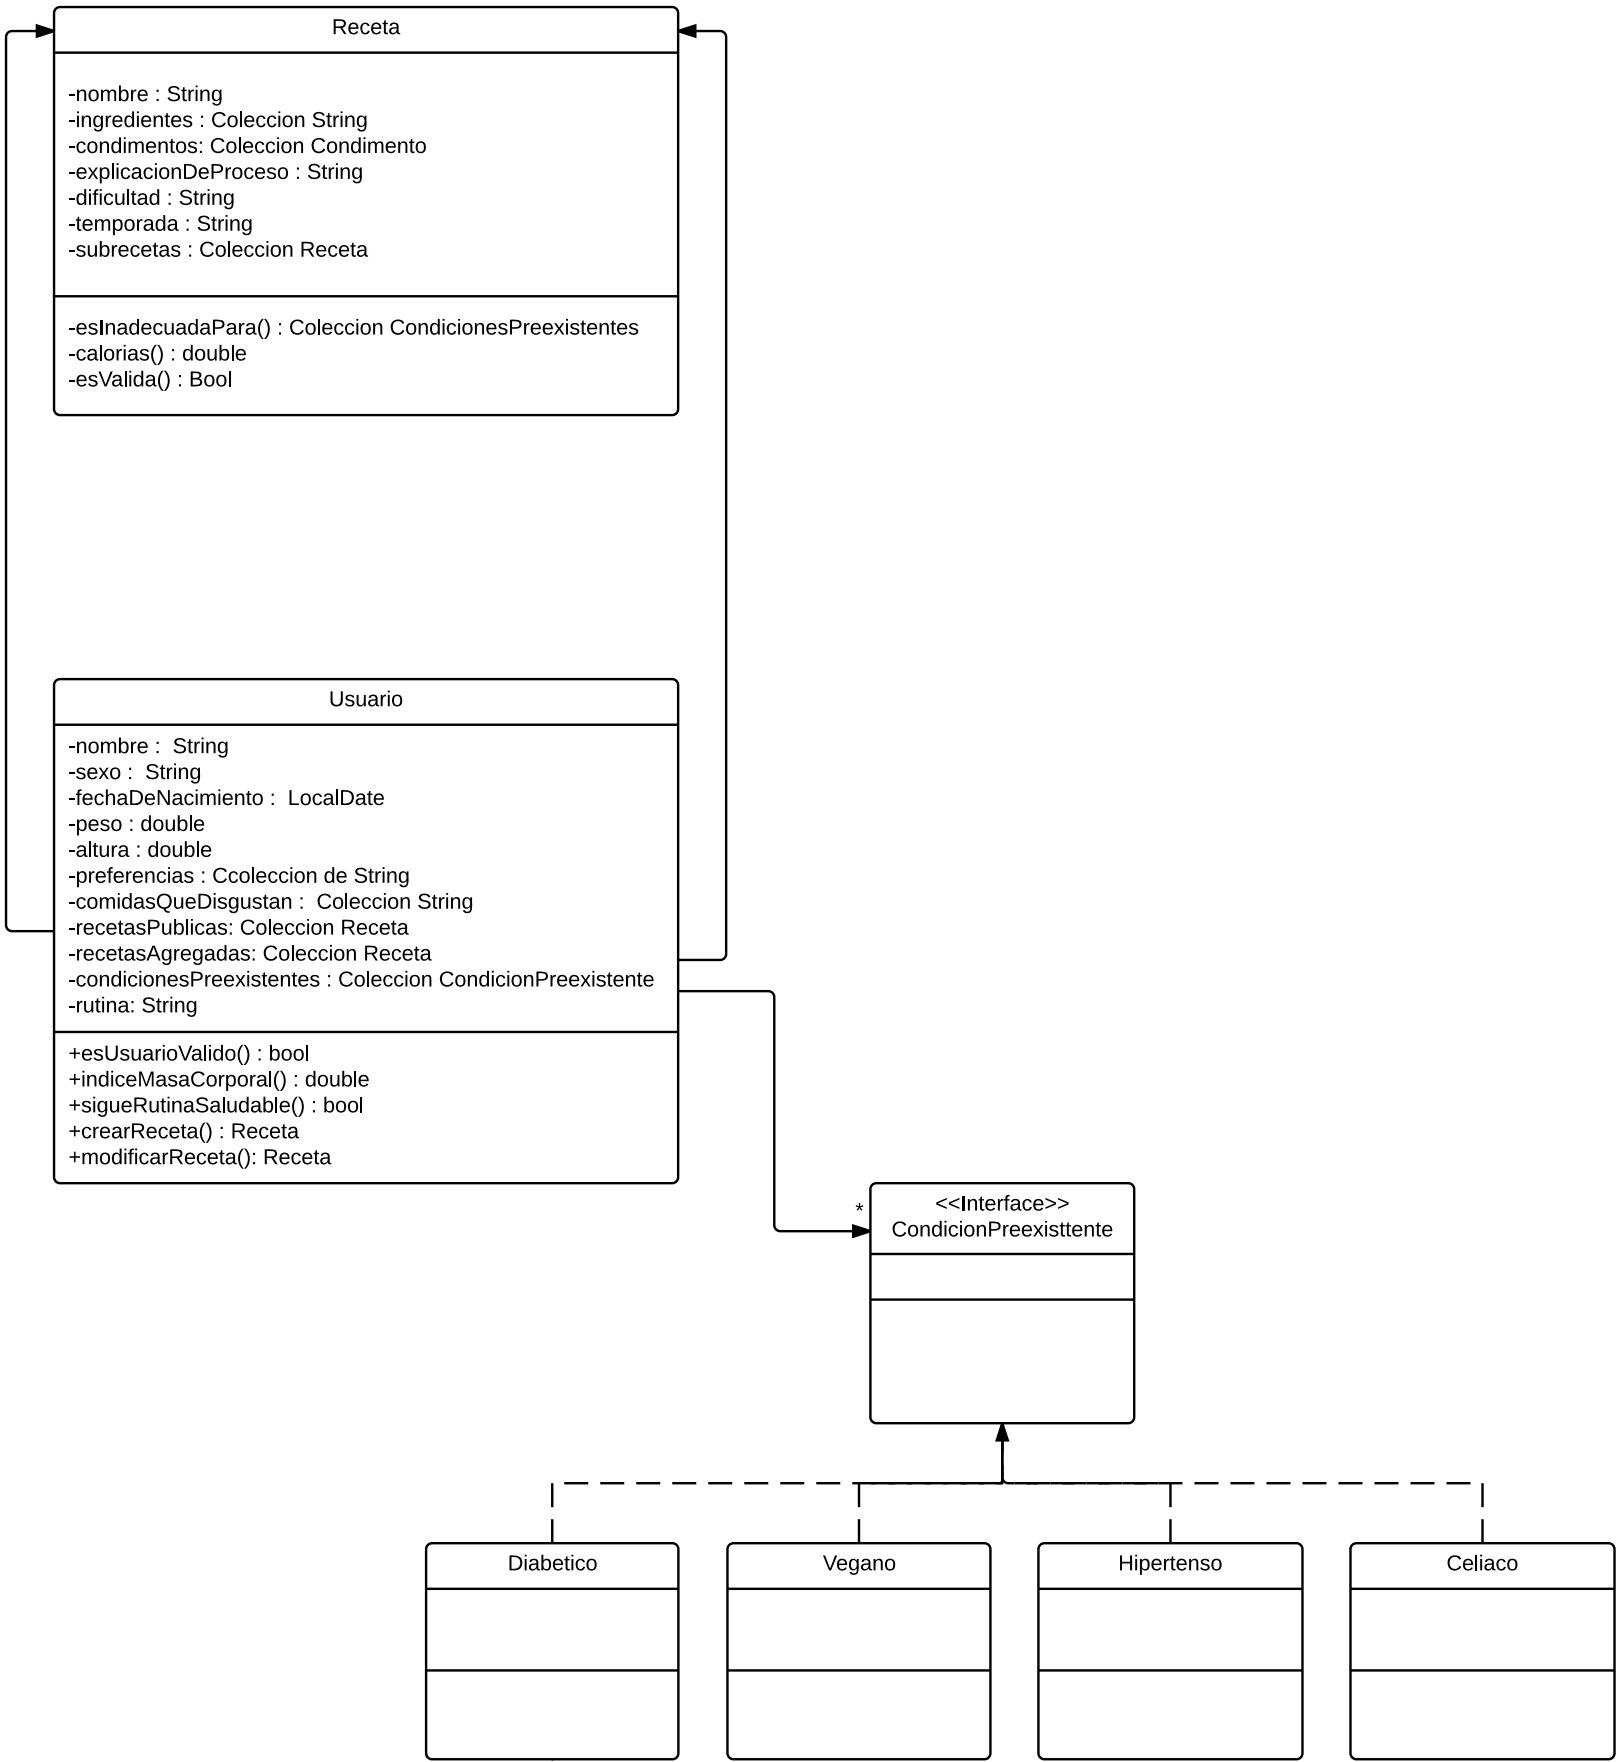 Receta
-nombre : String
-ingredientes : Coleccion String
-condimentos: Coleccion Condimento
-explicacionDeProceso : String
-dificultad : String
-temporada : String
-subrecetas : Coleccion Receta
-esInadecuadaPara() : Coleccion CondicionesPreexistentes
-calorias() : double
-esValida() : Bool
Usuario
-nombre :  String
-sexo :  String
-fechaDeNacimiento :  LocalDate
-peso : double
-altura : double
-preferencias : Ccoleccion de String
-comidasQueDisgustan :  Coleccion String
-recetasPublicas: Coleccion Receta
-recetasAgregadas: Coleccion Receta
-condicionesPreexistentes : Coleccion CondicionPreexistente
-rutina: String
+esUsuarioValido() : bool
+indiceMasaCorporal() : double
+sigueRutinaSaludable() : bool
+crearReceta() : Receta
+modificarReceta(): Receta
*
<<Interface>>
CondicionPreexisttente
Diabetico
Vegano
Hipertenso
Celiaco